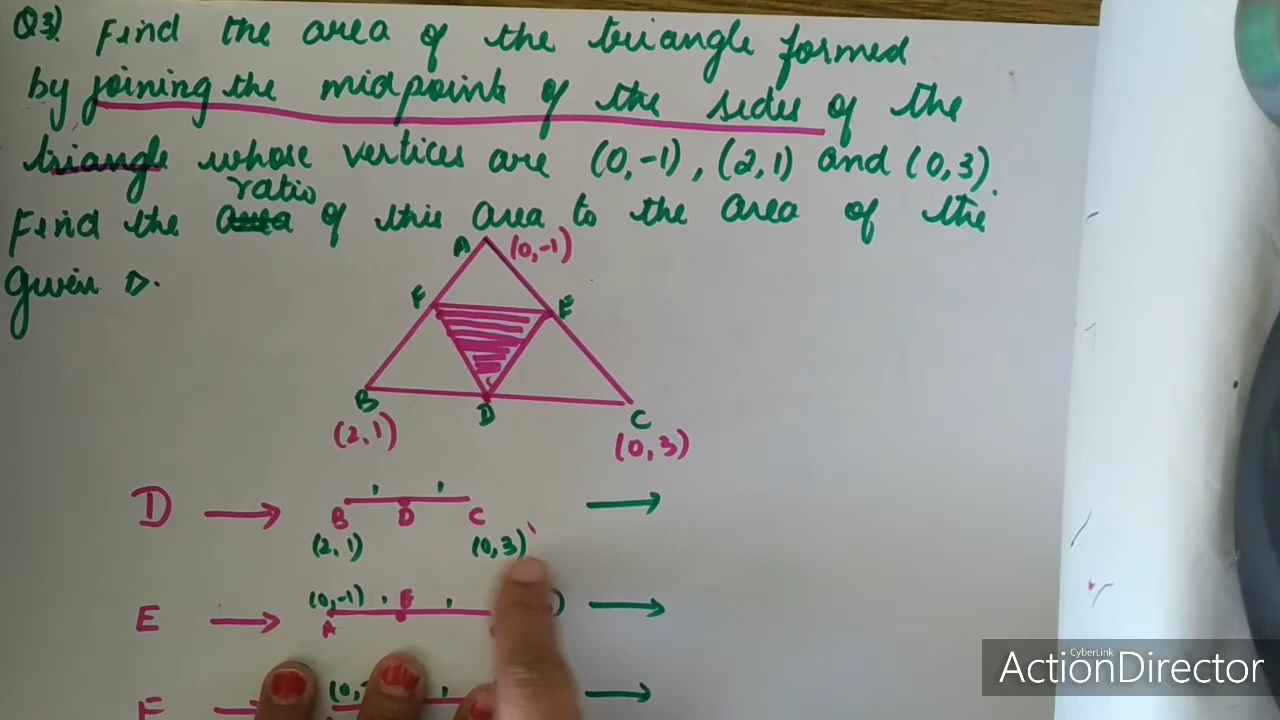 Q3) Find the area of the triangle formed
by joining the midpoints of the sides of the
triangle whose vertices are (0,-1), (2,1) and (0,3).
ratio
Find the area of this area to the area of the
given Δ.
A (0,-1)
F E
B D C
(2,1) (0,3)
D → B D C →
(2,1) (0,3)
E → (0,-1) E →
A
F → →
CyberLink
ActionDirector